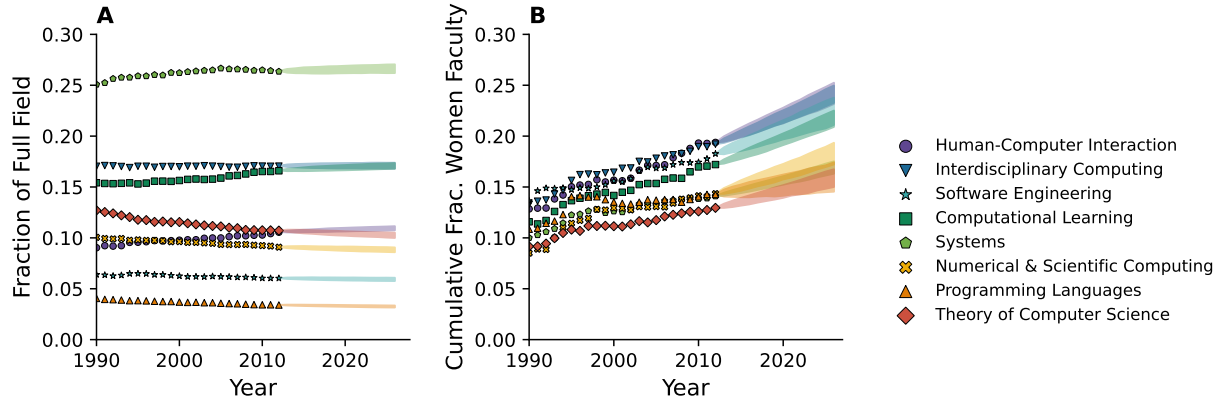 A
Fraction of Full Field
0.30
0.25
0.20
0.15
0.10
0.05
0.00
1990
2000
2010
2020
Year
B
Cumulative Frac. Women Faculty
0.30
0.25
0.20
0.15
0.10
0.05
0.00
1990
2000
2010
2020
Year
Human-Computer Interaction
Interdisciplinary Computing
Software Engineering
Computational Learning
Systems
Numerical & Scientific Computing
Programming Languages
Theory of Computer Science